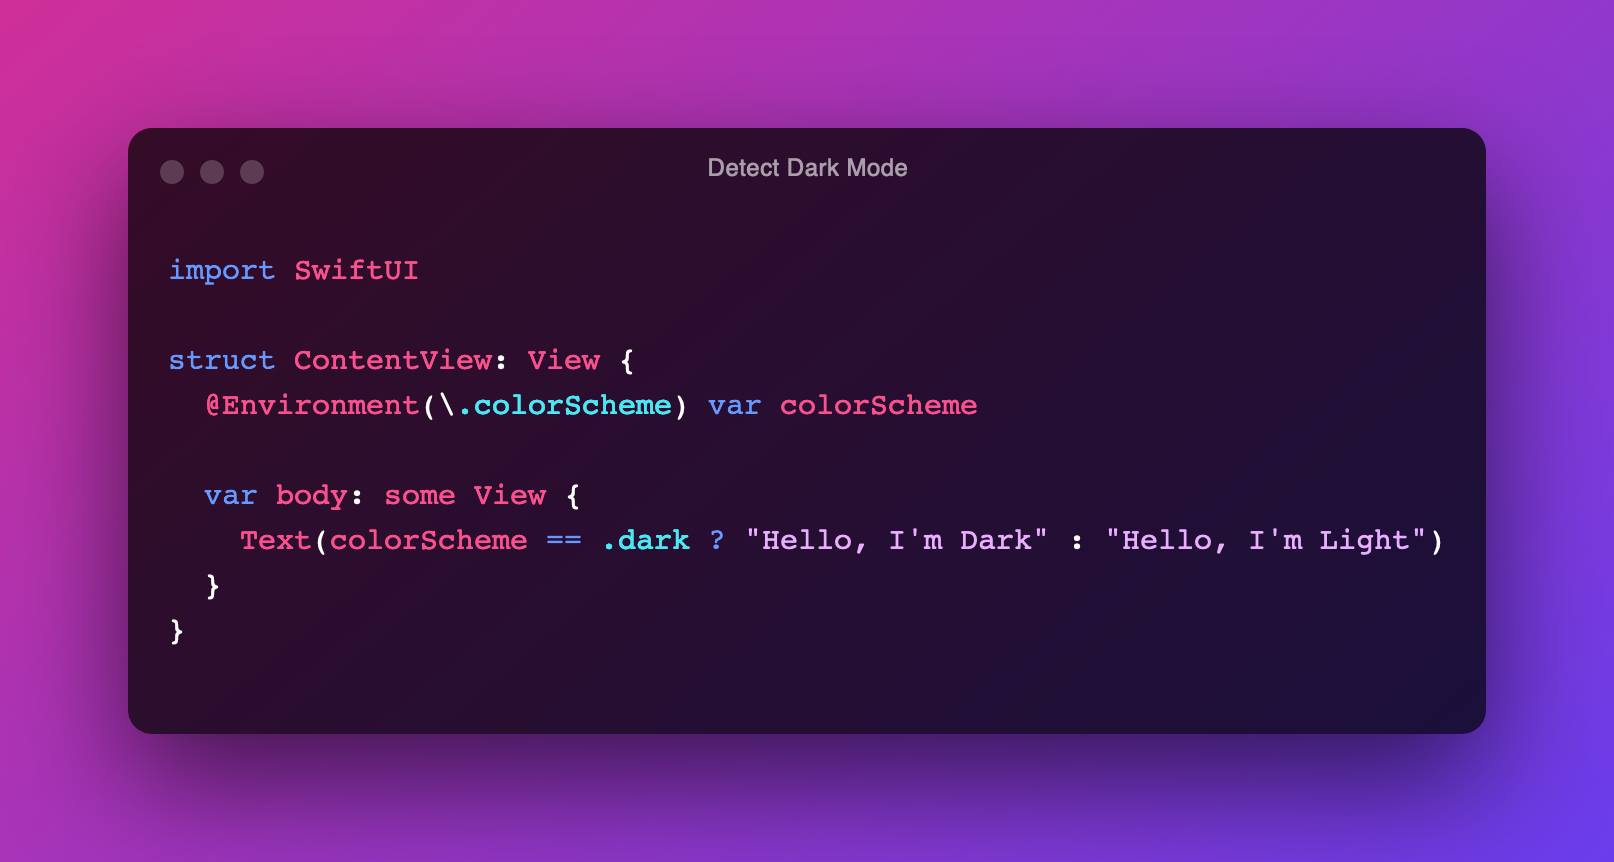 Detect Dark Mode
import SwiftUI
struct ContentView: View {
@Environment(\.colorScheme) var colorScheme
var body: some View {
Text(colorScheme == .dark ? "Hello, I'm Dark" : "Hello, I'm Light")
}
}